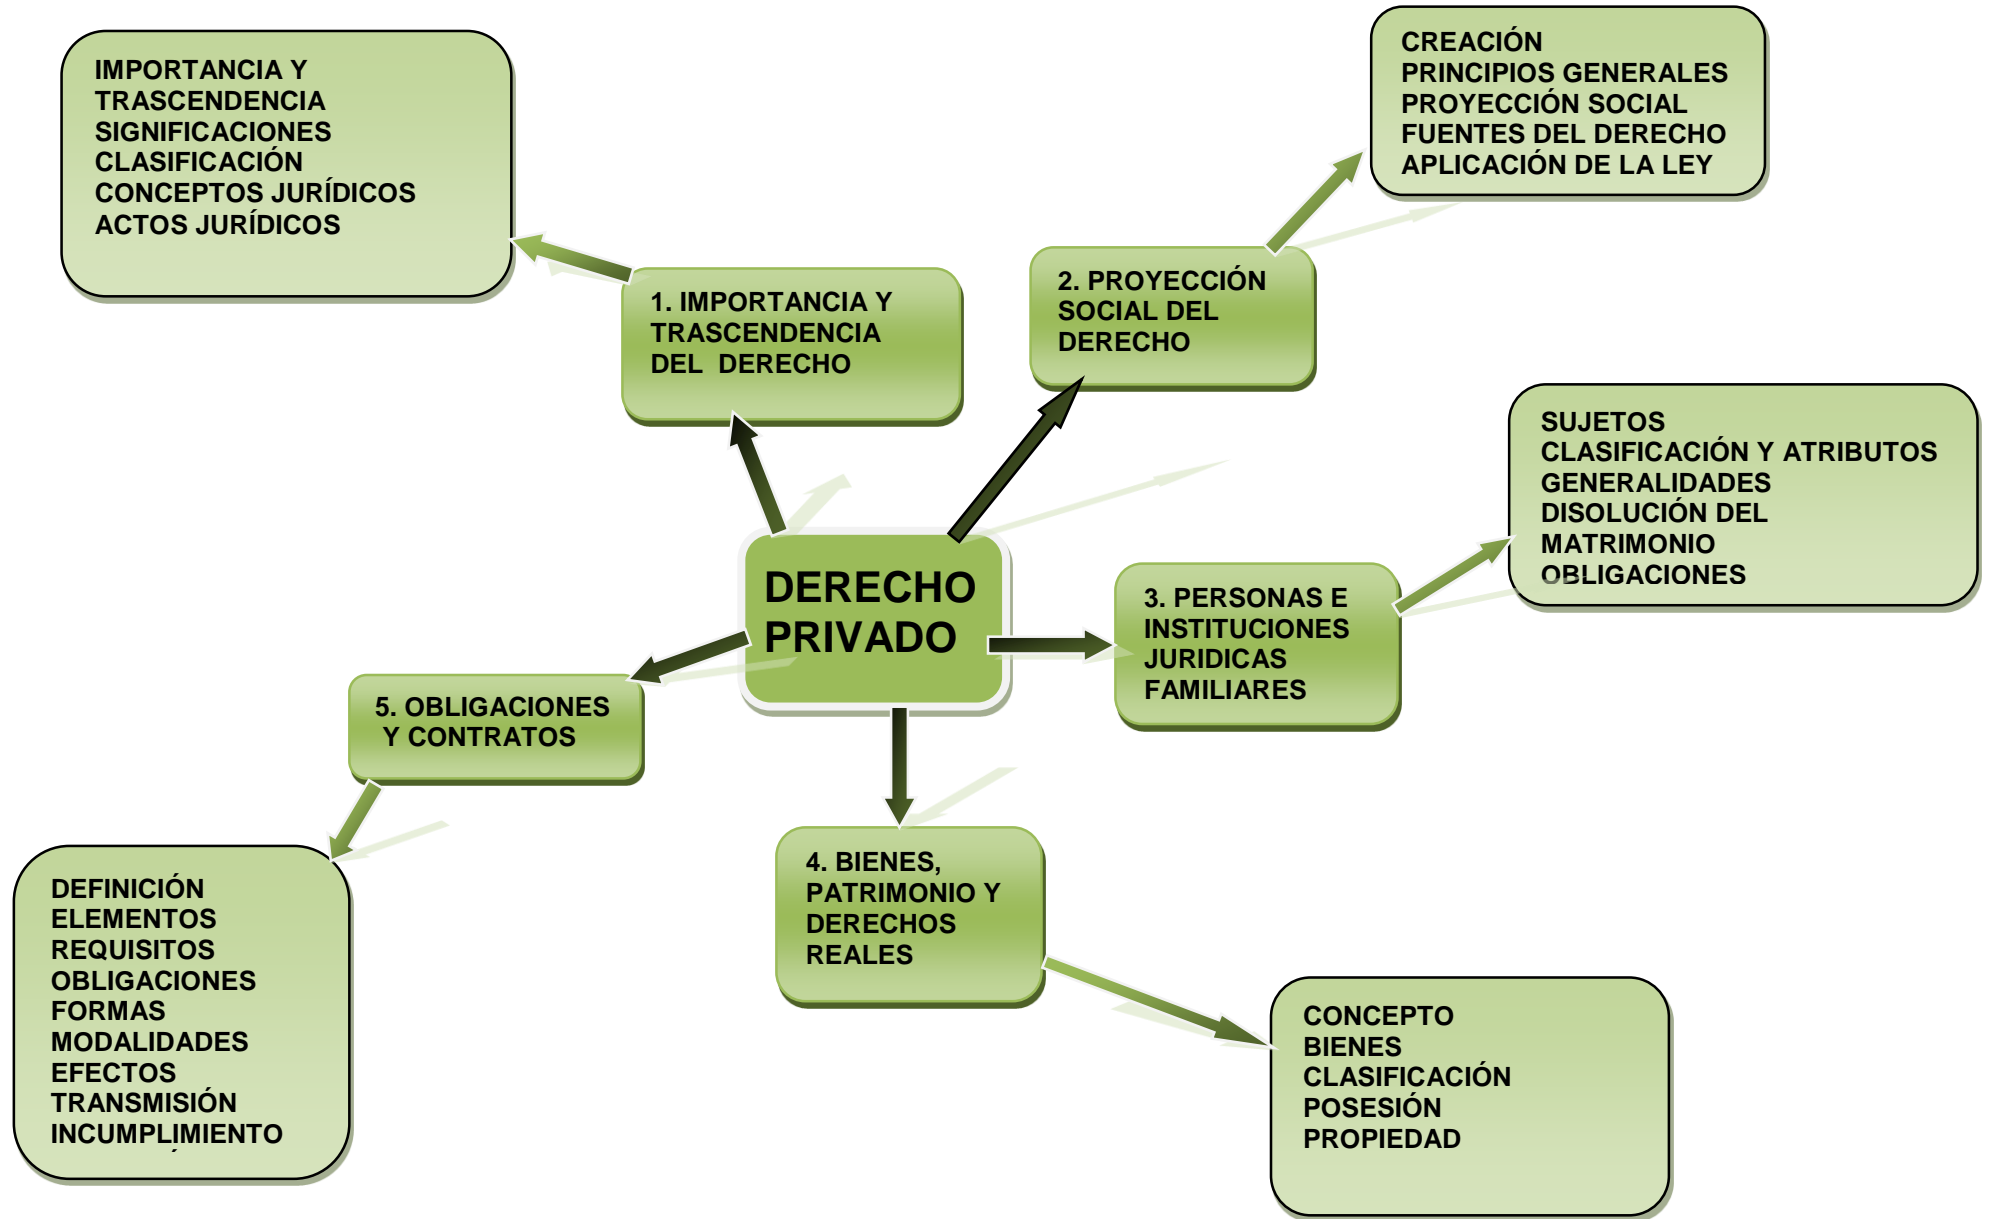 IMPORTANCIA Y
TRASCENDENCIA
SIGNIFICACIONES
CLASIFICACIÓN
CONCEPTOS JURÍDICOS
ACTOS JURÍDICOS
CREACIÓN
PRINCIPIOS GENERALES
PROYECCIÓN SOCIAL
FUENTES DEL DERECHO
APLICACIÓN DE LA LEY
1. IMPORTANCIA Y
TRASCENDENCIA
DEL  DERECHO
2. PROYECCIÓN
SOCIAL DEL
DERECHO
SUJETOS
CLASIFICACIÓN Y ATRIBUTOS
GENERALIDADES
DISOLUCIÓN DEL
MATRIMONIO
OBLIGACIONES
DERECHO
PRIVADO
3. PERSONAS E
INSTITUCIONES
JURIDICAS
FAMILIARES
5. OBLIGACIONES
Y CONTRATOS
4. BIENES,
PATRIMONIO Y
DERECHOS
REALES
DEFINICIÓN
ELEMENTOS
REQUISITOS
OBLIGACIONES
FORMAS
MODALIDADES
EFECTOS
TRANSMISIÓN
INCUMPLIMIENTO
CONCEPTO
BIENES
CLASIFICACIÓN
POSESIÓN
PROPIEDAD